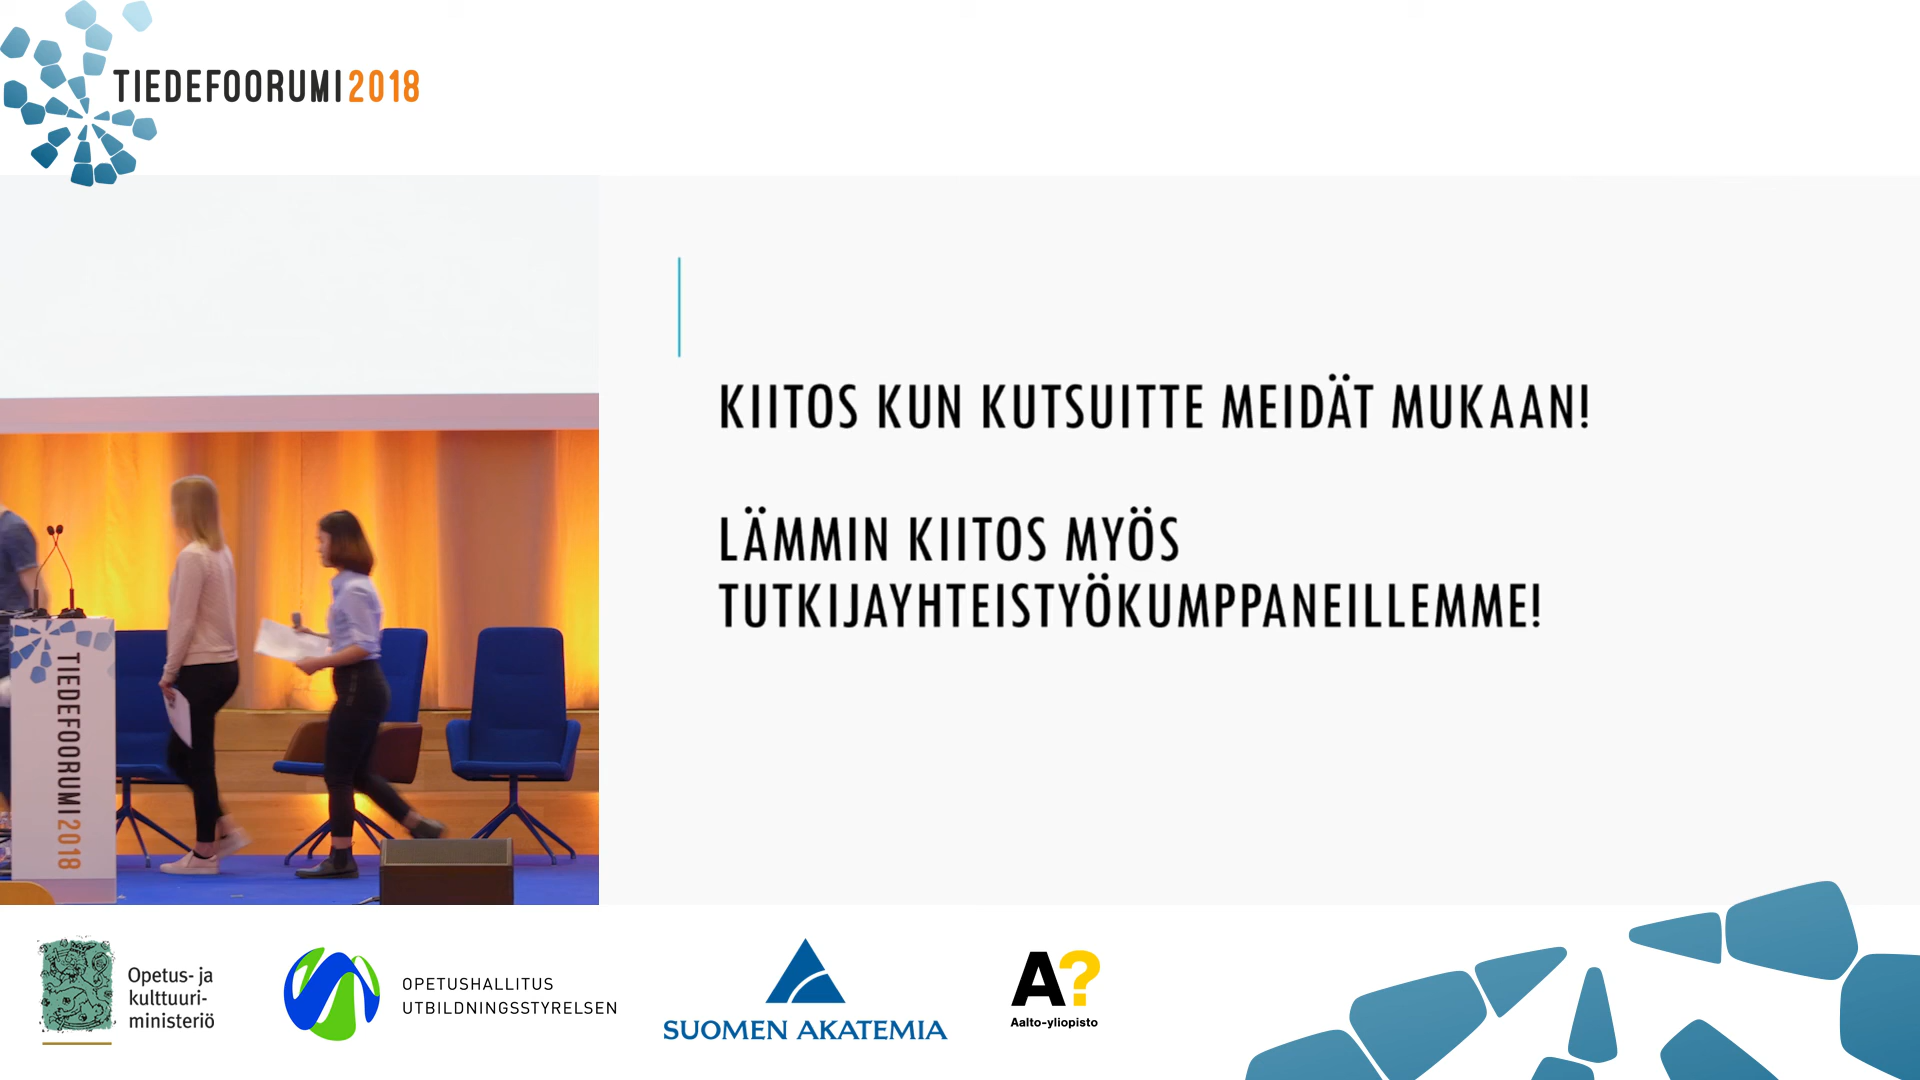 TIEDEFOORUMI2018
KIITOS KUN KUTSUITTE MEIDÄT MUKAAN!
LÄMMIN KIITOS MYÖS
TUTKIJAYHTEISTYÖKUMPPANEILLEMME!
TIEDEFOORUMI2018
Opetus- ja
kulttuuri-
ministeriö
OPETUSHALLITUS
UTBILDNINGSSTYRELSEN
SUOMEN AKATEMIA
A?
Aalto-yliopisto